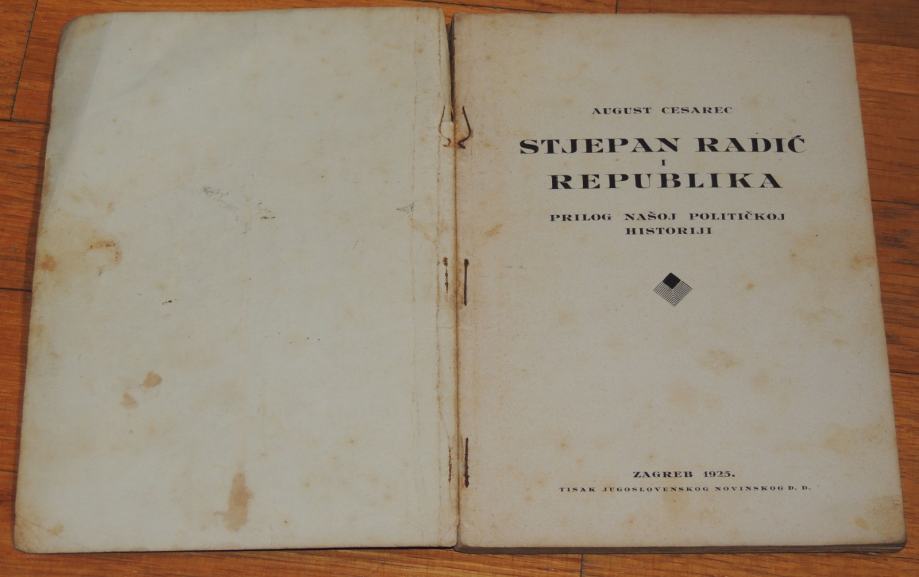 AUGUST CESAREC
STJEPAN RADIĆ
I
REPUBLIKA
PRILOG NAŠOJ POLITIČKOJ
HISTORIJI
ZAGREB 1925.
TISAK JUGOSLOVENSKOG NOVINSKOG D. D.